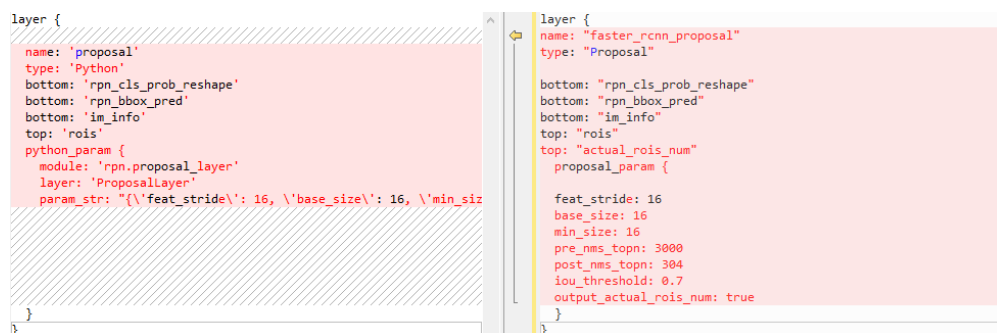 layer {
name: 'proposal'
type: 'Python'
bottom: 'rpn_cls_prob_reshape'
bottom: 'rpn_bbox_pred'
bottom: 'im_info'
top: 'rois'
python_param {
module: 'rpn.proposal_layer'
layer: 'ProposalLayer'
param_str: "{\'feat_stride\': 16, \'base_size\': 16, \'min_siz
}
}
layer {
name: "faster_rcnn_proposal"
type: "Proposal"
bottom: "rpn_cls_prob_reshape"
bottom: "rpn_bbox_pred"
bottom: "im_info"
top: "rois"
top: "actual_rois_num"
proposal_param {
feat_stride: 16
base_size: 16
min_size: 16
pre_nms_topn: 3000
post_nms_topn: 304
iou_threshold: 0.7
output_actual_rois_num: true
}
}